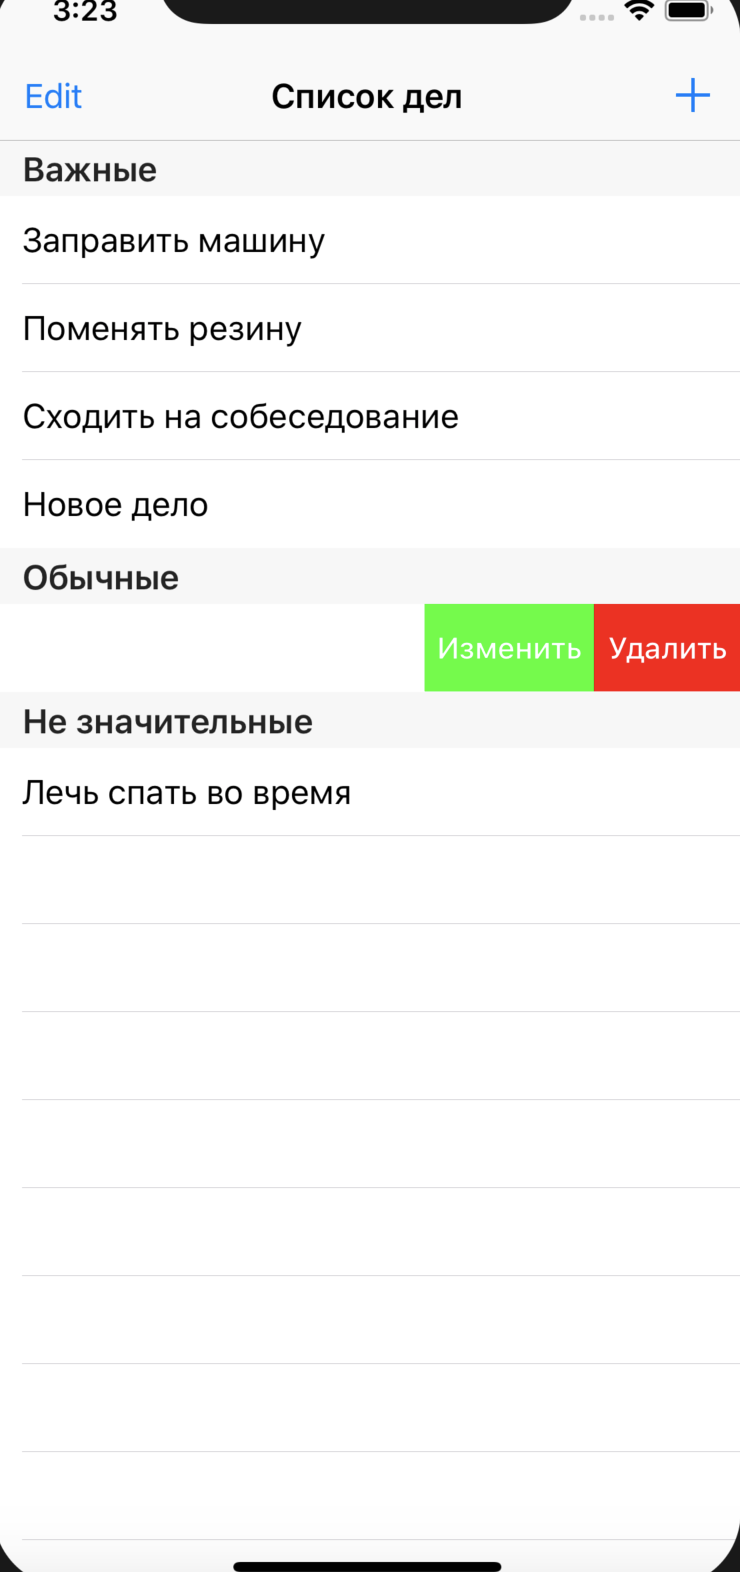 3:23
Edit Список дел
Важные
Заправить машину
Поменять резину
Сходить на собеседование
Новое дело
Обычные
Изменить Удалить
Не значительные
Лечь спать во время